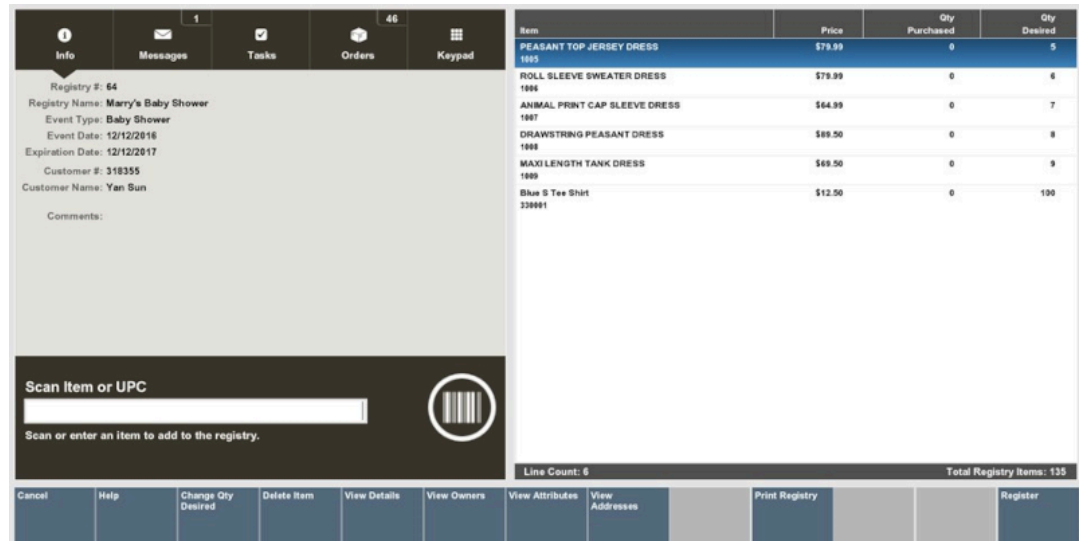 1
46
Info
Messages
Tasks
Orders
Keypad
Registry #: 64
Registry Name: Marry's Baby Shower
Event Type: Baby Shower
Event Date: 12/12/2016
Expiration Date: 12/12/2017
Customer #: 318355
Customer Name: Yan Sun
Comments:
Scan Item or UPC
Scan or enter an item to add to the registry.
Item Price Qty Purchased Qty Desired
PEASANT TOP JERSEY DRESS $79.99 0 5
1005
ROLL SLEEVE SWEATER DRESS $79.99 0 6
1006
ANIMAL PRINT CAP SLEEVE DRESS $64.99 0 7
1007
DRAWSTRING PEASANT DRESS $89.50 0 8
1008
MAXI LENGTH TANK DRESS $69.50 0 9
1009
Blue S Tee Shirt $12.50 0 100
330001
Line Count: 6 Total Registry Items: 135
Cancel
Help
Change Qty
Desired
Delete Item
View Details
View Owners
View Attributes
View
Addresses
Print Registry
Register